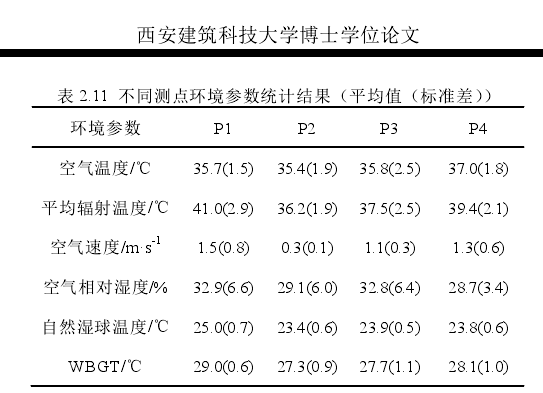 西安建筑科技大学博士学位论文
表 2.11 不同测点环境参数统计结果（平均值（标准差））
环境参数 P1 P2 P3 P4
空气温度/℃ 35.7(1.5) 35.4(1.9) 35.8(2.5) 37.0(1.8)
平均辐射温度/℃ 41.0(2.9) 36.2(1.9) 37.5(2.5) 39.4(2.1)
空气速度/m·s-1 1.5(0.8) 0.3(0.1) 1.1(0.3) 1.3(0.6)
空气相对湿度/% 32.9(6.6) 29.1(6.0) 32.8(6.4) 28.7(3.4)
自然湿球温度/℃ 25.0(0.7) 23.4(0.6) 23.9(0.5) 23.8(0.6)
WBGT/℃ 29.0(0.6) 27.3(0.9) 27.7(1.1) 28.1(1.0)